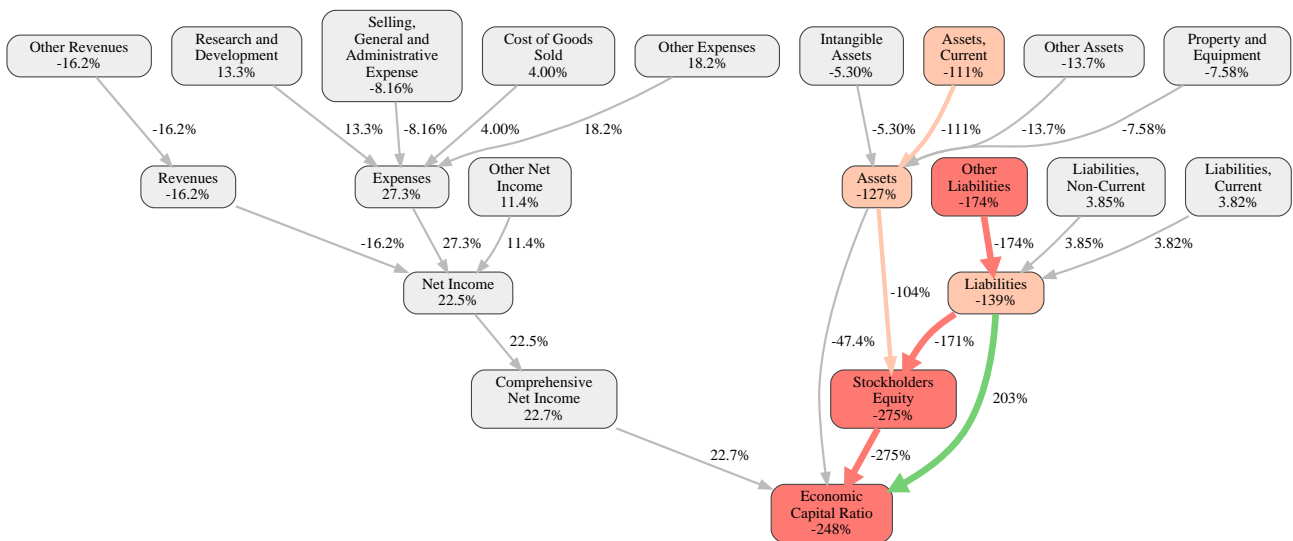 Other Revenues
-16.2%
Research and
Development
13.3%
Selling,
General and
Administrative
Expense
-8.16%
Cost of Goods
Sold
4.00%
Other Expenses
18.2%
Intangible
Assets
-5.30%
Assets,
Current
-111%
Other Assets
-13.7%
Property and
Equipment
-7.58%
-16.2%
13.3%
-8.16%
4.00%
18.2%
-5.30%
-111%
-13.7%
-7.58%
Revenues
-16.2%
Expenses
27.3%
Other Net
Income
11.4%
Assets
-127%
Other
Liabilities
-174%
Liabilities,
Non-Current
3.85%
Liabilities,
Current
3.82%
-16.2%
27.3%
11.4%
-174%
3.85%
3.82%
Net Income
22.5%
-104%
Liabilities
-139%
22.5%
-47.4%
-171%
Comprehensive
Net Income
22.7%
Stockholders
Equity
-275%
203%
22.7%
-275%
Economic
Capital Ratio
-248%